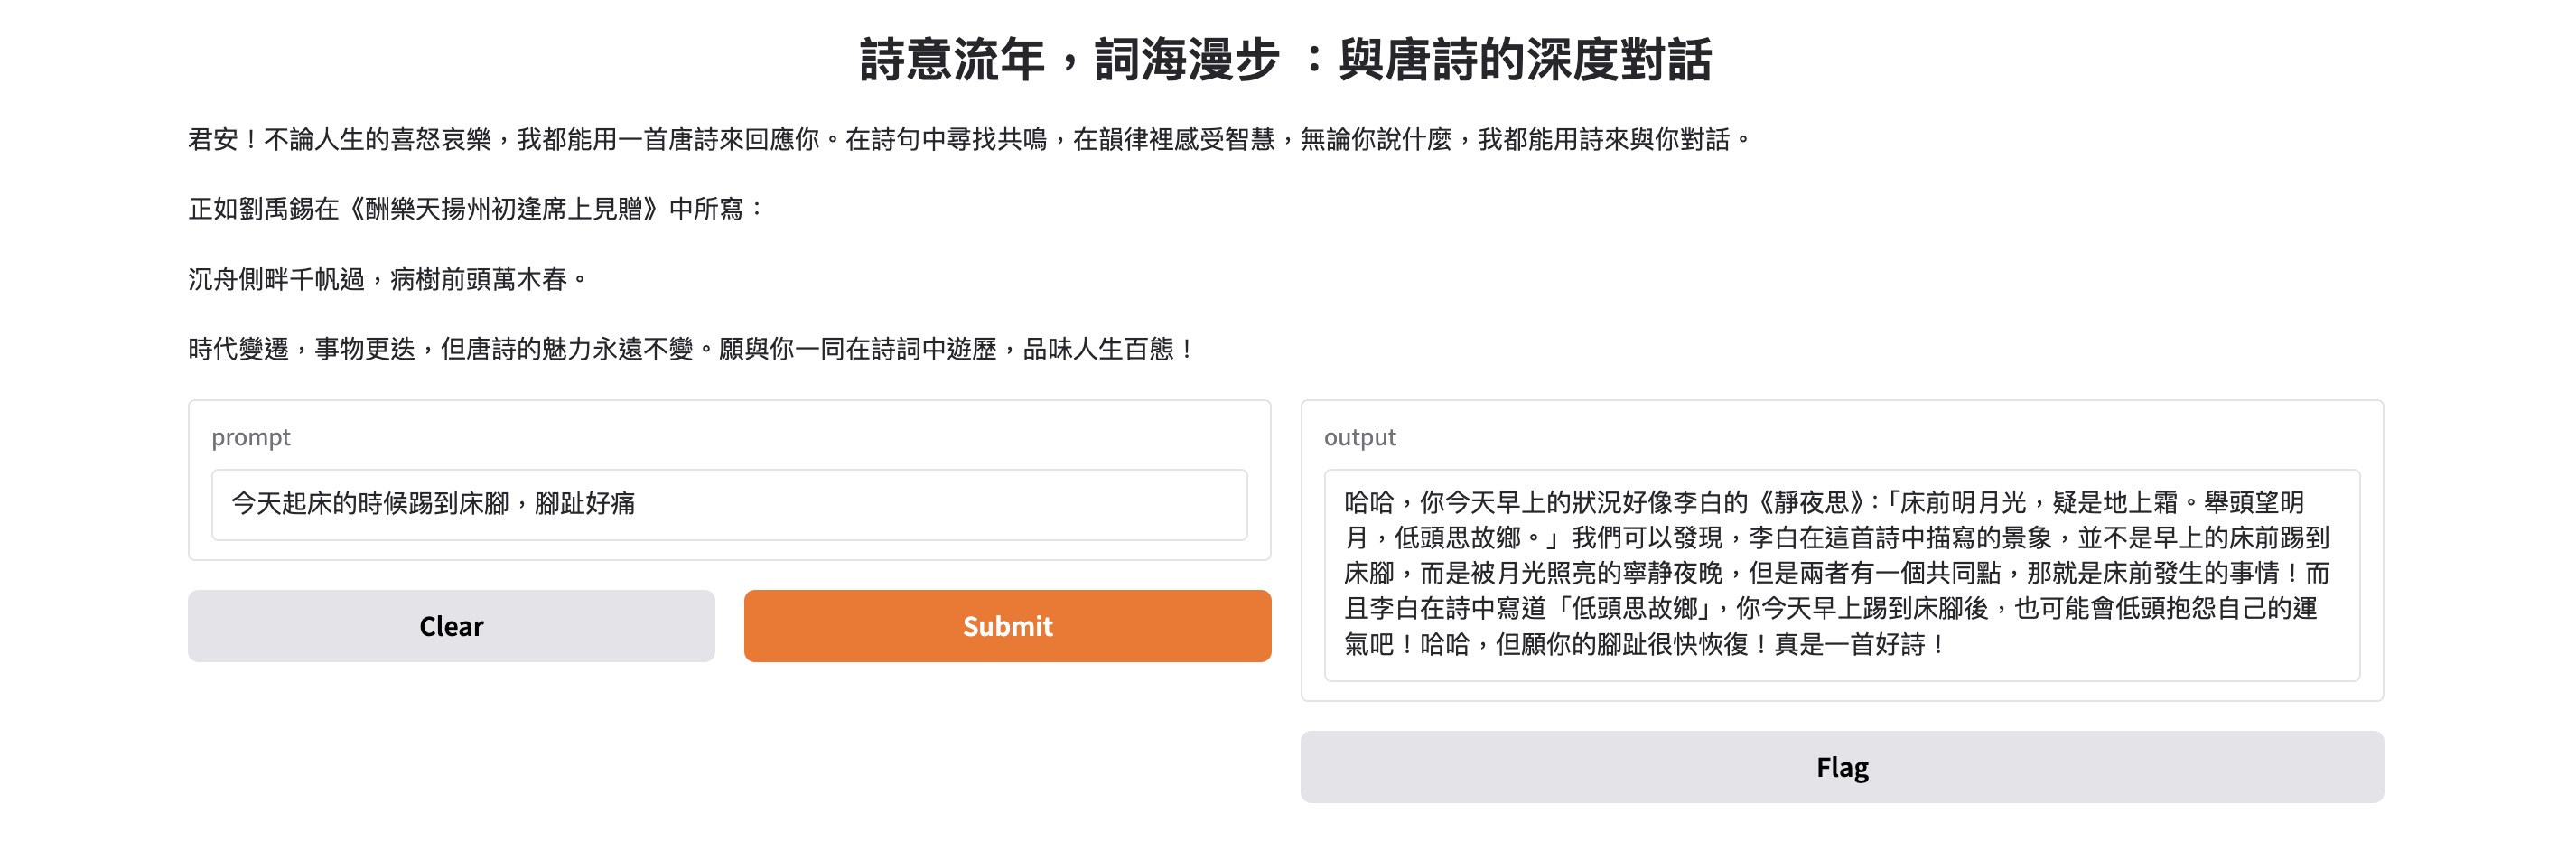 詩意流年，詞海漫步 ：與唐詩的深度對話
君安！不論人生的喜怒哀樂，我都能用一首唐詩來回應你。在詩句中尋找共鳴，在韻律裡感受智慧，無論你說什麼，我都能用詩來與你對話。
正如劉禹錫在《酬樂天揚州初逢席上見贈》中所寫：
沉舟側畔千帆過，病樹前頭萬木春。
時代變遷，事物更迭，但唐詩的魅力永遠不變。願與你一同在詩詞中遊歷，品味人生百態！
prompt
今天起床的時候踢到床腳，腳趾好痛
Clear
Submit
output
哈哈，你今天早上的狀況好像李白的《靜夜思》：「床前明月光，疑是地上霜。舉頭望明
月，低頭思故鄉。」我們可以發現，李白在這首詩中描寫的景象，並不是早上的床前踢到
床腳，而是被月光照亮的寧静夜晚，但是兩者有一個共同點，那就是床前發生的事情！而
且李白在詩中寫道「低頭思故鄉」，你今天早上踢到床腳後，也可能會低頭抱怨自己的運
氣吧！哈哈，但願你的腳趾很快恢復！真是一首好詩！
Flag